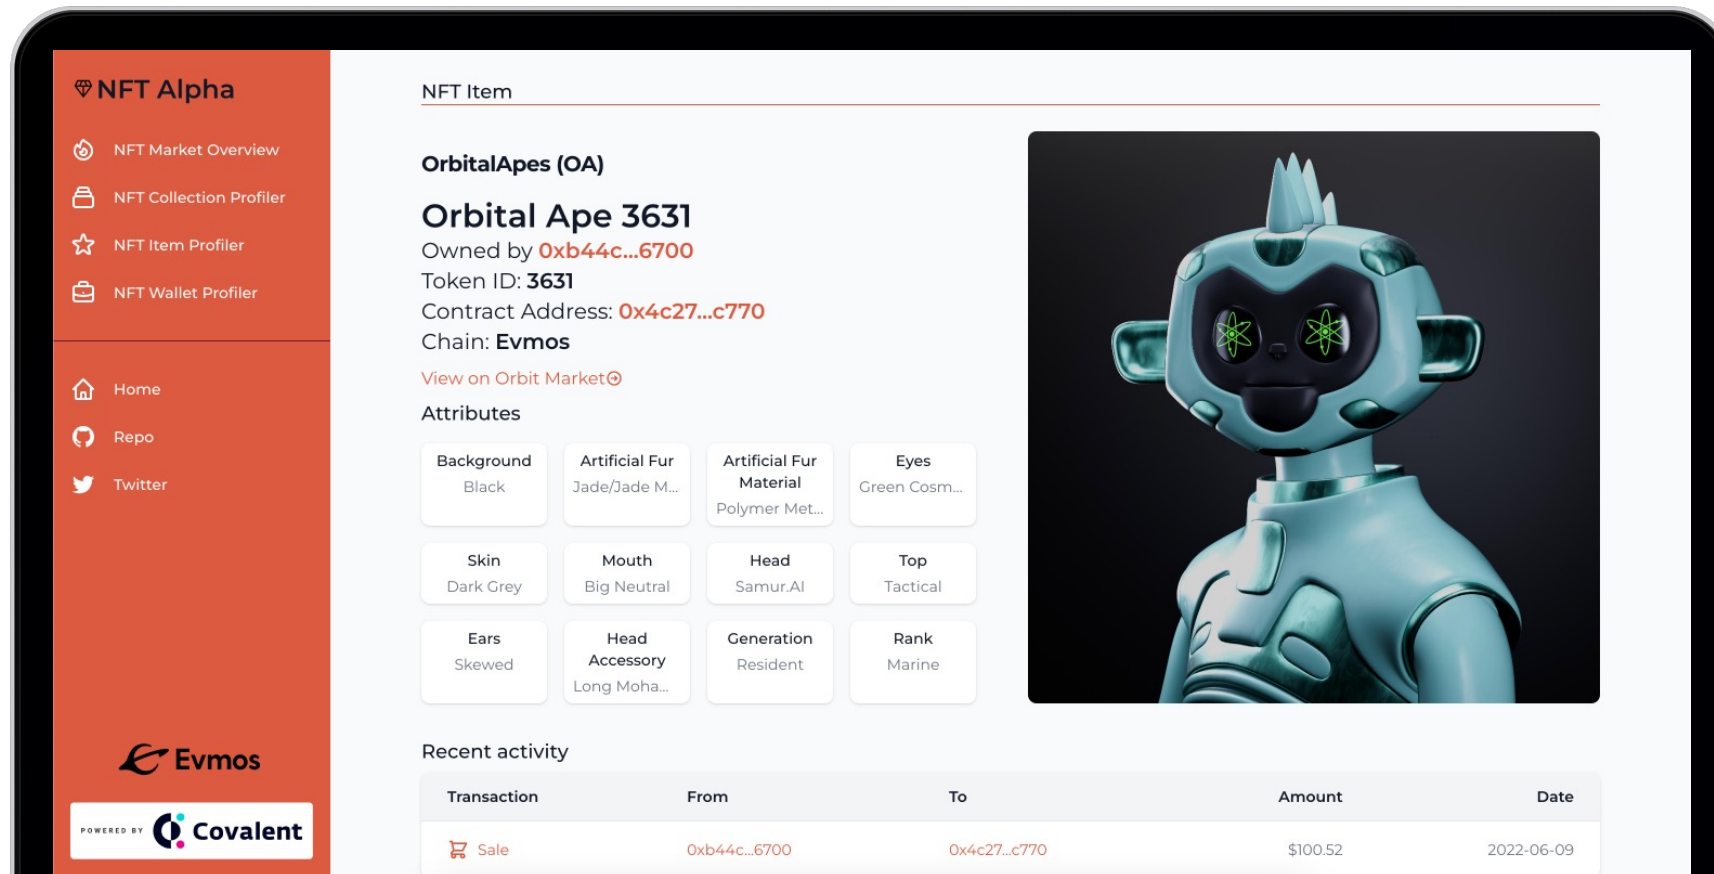 NFT Alpha
NFT Market Overview
NFT Collection Profiler
NFT Item Profiler
NFT Wallet Profiler
Home
Repo
Twitter
Evmos
POWERED BY Covalent
NFT Item
OrbitalApes (OA)
Orbital Ape 3631
Owned by 0xb44c...6700
Token ID: 3631
Contract Address: 0x4c27...c770
Chain: Evmos
View on Orbit Market
Attributes
Background
Black
Artificial Fur
Jade/Jade M...
Artificial Fur
Material
Polymer Met...
Eyes
Green Cosm...
Skin
Dark Grey
Mouth
Big Neutral
Head
Samur.AI
Top
Tactical
Ears
Skewed
Head
Accessory
Long Moha...
Generation
Resident
Rank
Marine
Recent activity
Transaction From To Amount Date
Sale 0xb44c...6700 0x4c27...c770 $100.52 2022-06-09